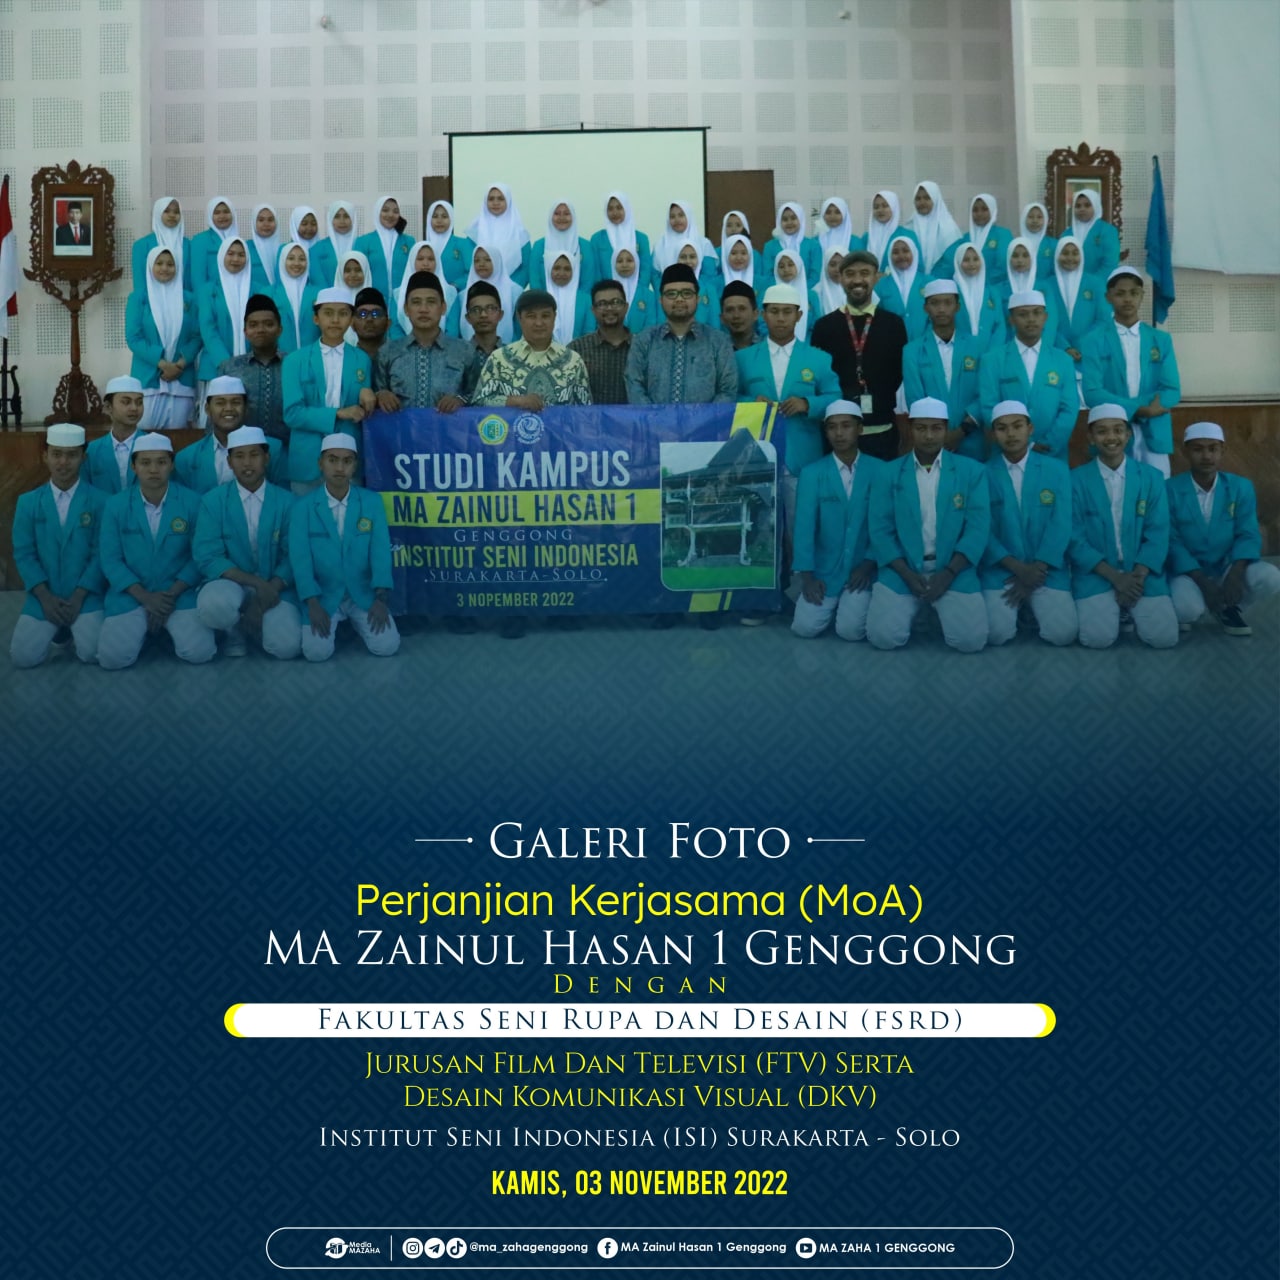 STUDI KAMPUS
MA ZAINUL HASAN 1
GENGGONG
INSTITUT SENI INDONESIA
SURAKARTA-SOLO
3 NOPEMBER 2022
GALERI FOTO
Perjanjian Kerjasama (MoA)
MA ZAINUL HASAN 1 GENGGONG
DENGAN
FAKULTAS SENI RUPA DAN DESAIN (FSRD)
JURUSAN FILM DAN TELEVISI (FTV) SERTA
DESAIN KOMUNIKASI VISUAL (DKV)
INSTITUT SENI INDONESIA (ISI) SURAKARTA - SOLO
KAMIS, 03 NOVEMBER 2022
Media
MAZAHA
@ma_zahagenggong
MA Zainul Hasan 1 Genggong
MA ZAHA 1 GENGGONG